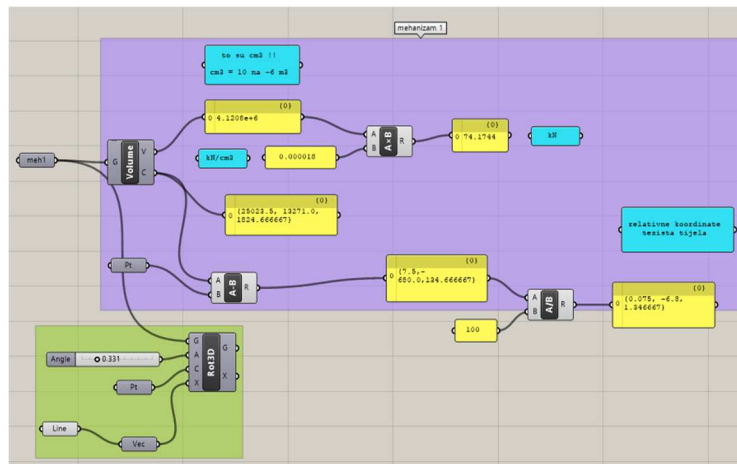 mehanizam 1
to su cm3 !!
cm3 = 10 na -6 m3
{0}
0 4.1208e+6
meh1
G
Volume
V
C
A
B
A×B
R
{0}
0 74.1744
kN
kN/cm3
0.000018
{0}
0 {25023.5, 13271.0,
1824.666667}
relativne koordinate
tezista tijela
Pt
A
B
A-B
R
{0}
0 {7.5,-
680.0,134.666667}
A
B
A/B
R
{0}
0 {0.075, -6.8,
1.346667}
100
Angle
0.331
G
A
C
X
Rot3D
G
X
Pt
Line
Vec